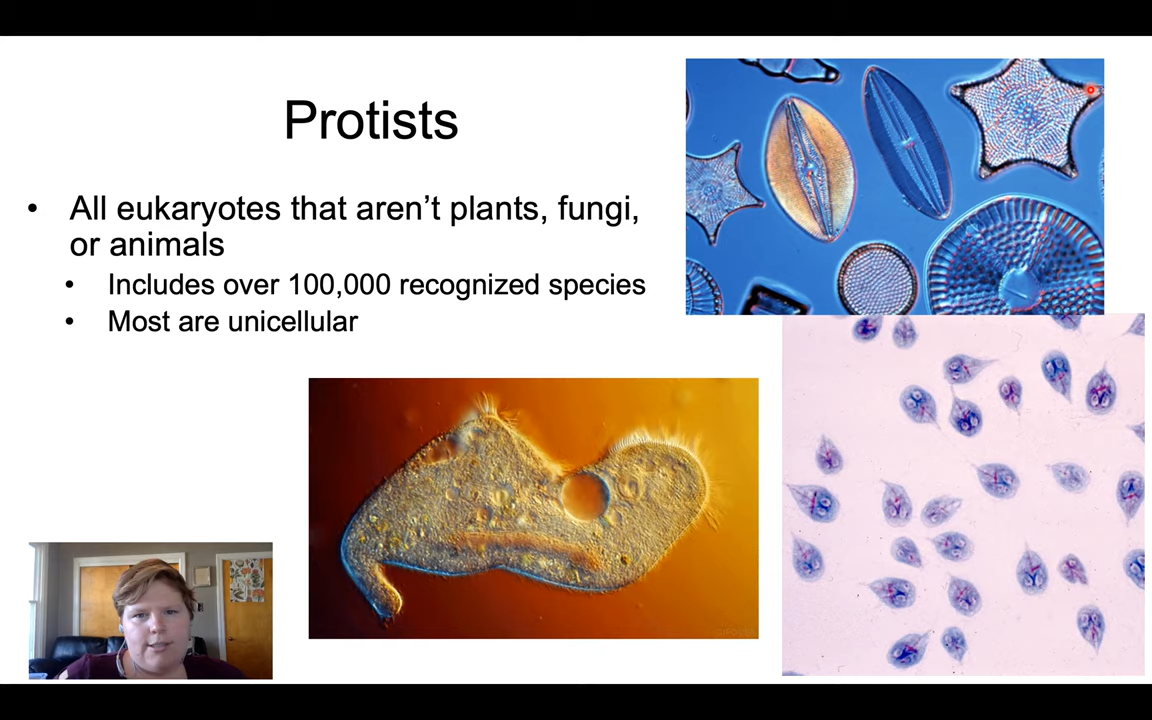 Protists
• All eukaryotes that aren’t plants, fungi,
or animals
• Includes over 100,000 recognized species
• Most are unicellular